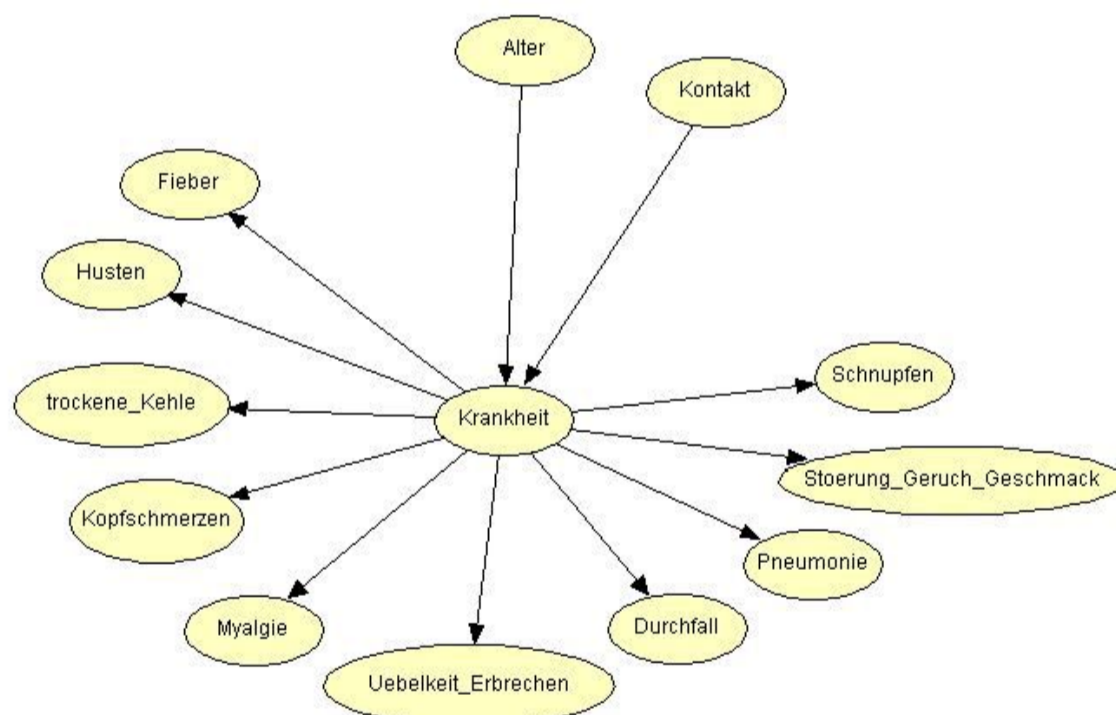 Alter
Kontakt
Fieber
Husten
Schnupfen
trockene_Kehle
Krankheit
Stoerung_Geruch_Geschmack
Kopfschmerzen
Pneumonie
Myalgie
Durchfall
Uebelkeit_Erbrechen